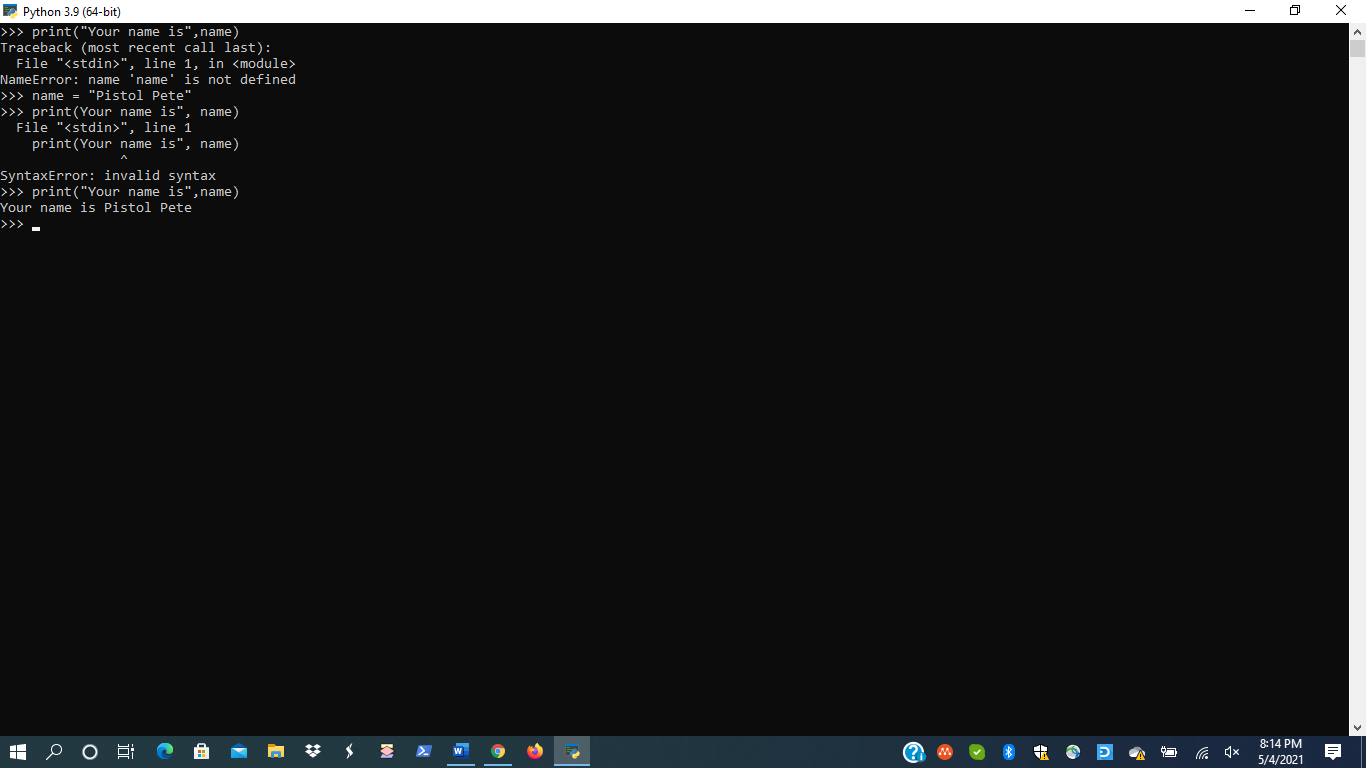 Python 3.9 (64-bit)
>>> print("Your name is",name)
Traceback (most recent call last):
  File "<stdin>", line 1, in <module>
NameError: name 'name' is not defined
>>> name = "Pistol Pete"
>>> print(Your name is", name)
  File "<stdin>", line 1
    print(Your name is", name)
               ^
SyntaxError: invalid syntax
>>> print("Your name is",name)
Your name is Pistol Pete
>>>
8:14 PM
5/4/2021